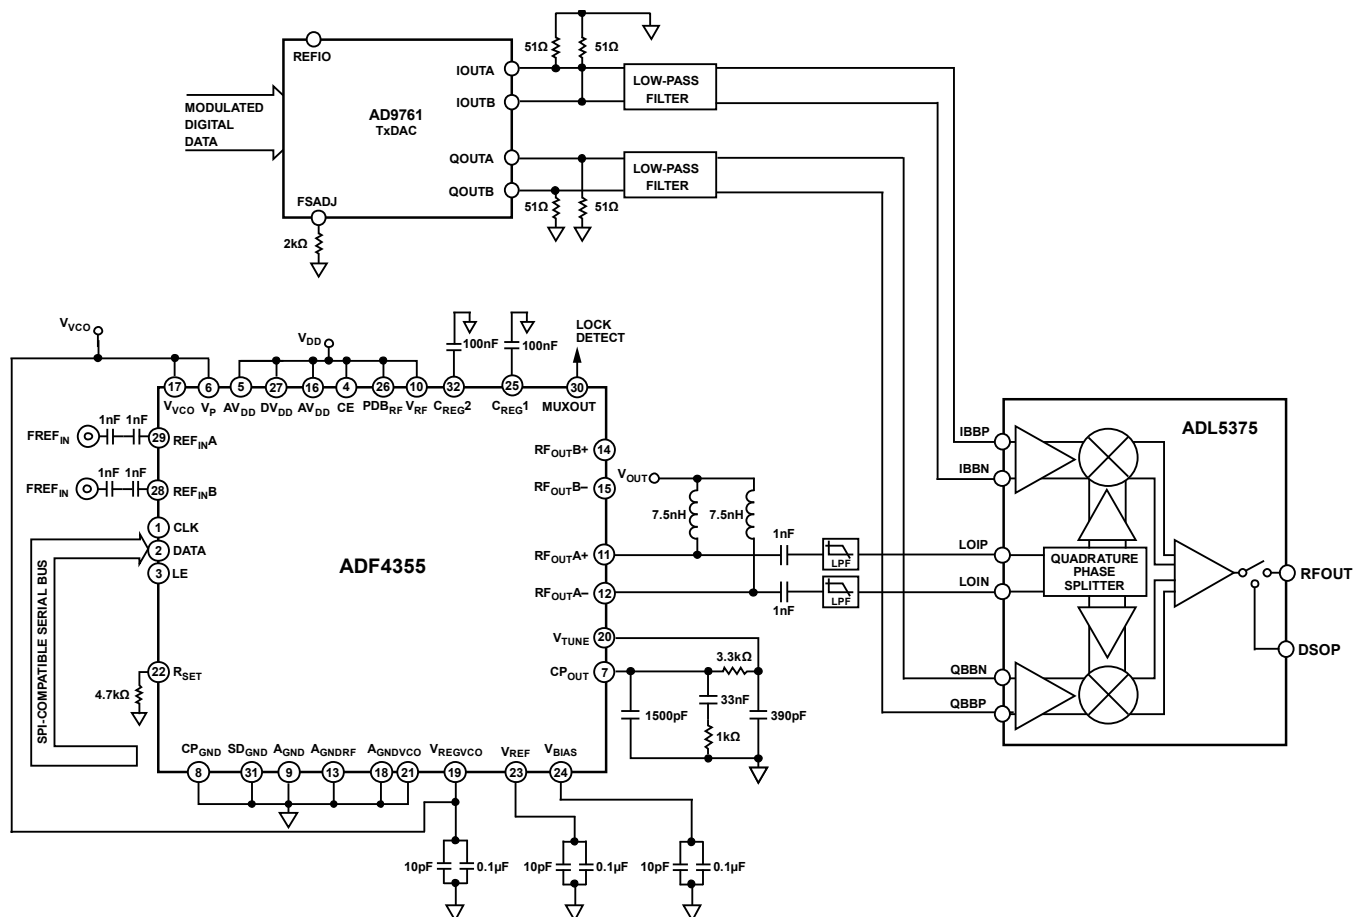 51Ω 51Ω
REFIO
IOUTA
LOW-PASS
FILTER
MODULATED
DIGITAL
DATA
AD9761
TxDAC
IOUTB
QOUTA
LOW-PASS
FILTER
QOUTB
FSADJ
51Ω 51Ω
2kΩ
VVCO
VDD
100nF
100nF
LOCK
DETECT
17 6 5 27 16 4 26 10 32 25 30
VVCO VP AVDD DVDD AVDD CE PDBRF VRF CREG2 CREG1 MUXOUT
1nF 1nF
FREFIN
29 REFINA
1nF 1nF
FREFIN
28 REFINB
1 CLK
2 DATA
3 LE
SPI-COMPATIBLE SERIAL BUS
ADF4355
RFOUTB+ 14
RFOUTB– 15
VOUT
7.5nH 7.5nH
RFOUTA+ 11
1nF
LPF
RFOUTA– 12
1nF
LPF
VTUNE 20
CPOUT 7
3.3kΩ
33nF
1500pF
390pF
1kΩ
22 RSET
4.7kΩ
CPGND SDGND AGND AGNDRF AGNDVCO VREGVCO VREF VBIAS
8 31 9 13 18 21 19 23 24
10pF 0.1µF
10pF 0.1µF
10pF 0.1µF
ADL5375
IBBP
IBBN
LOIP
LOIN
QUADRATURE
PHASE
SPLITTER
RFOUT
DSOP
QBBN
QBBP